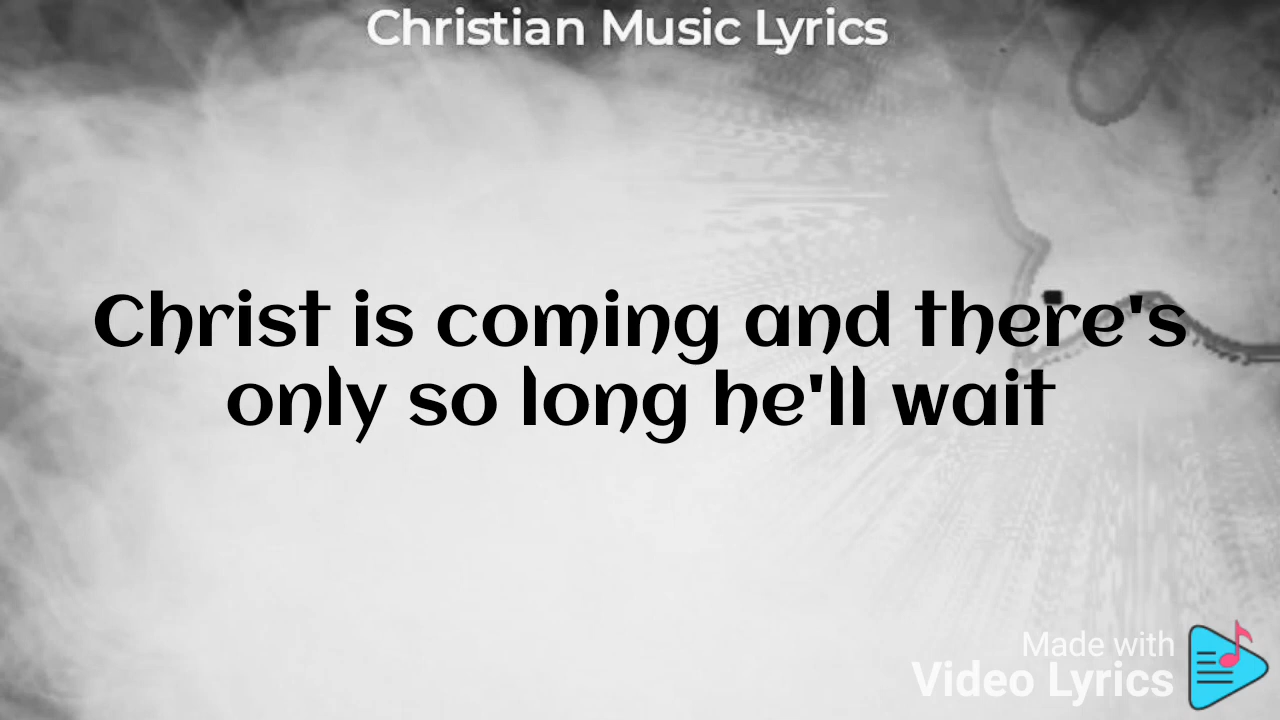 Christian Music Lyrics
Christ is coming and there's
only so long he'll wait
Made with
Video Lyrics